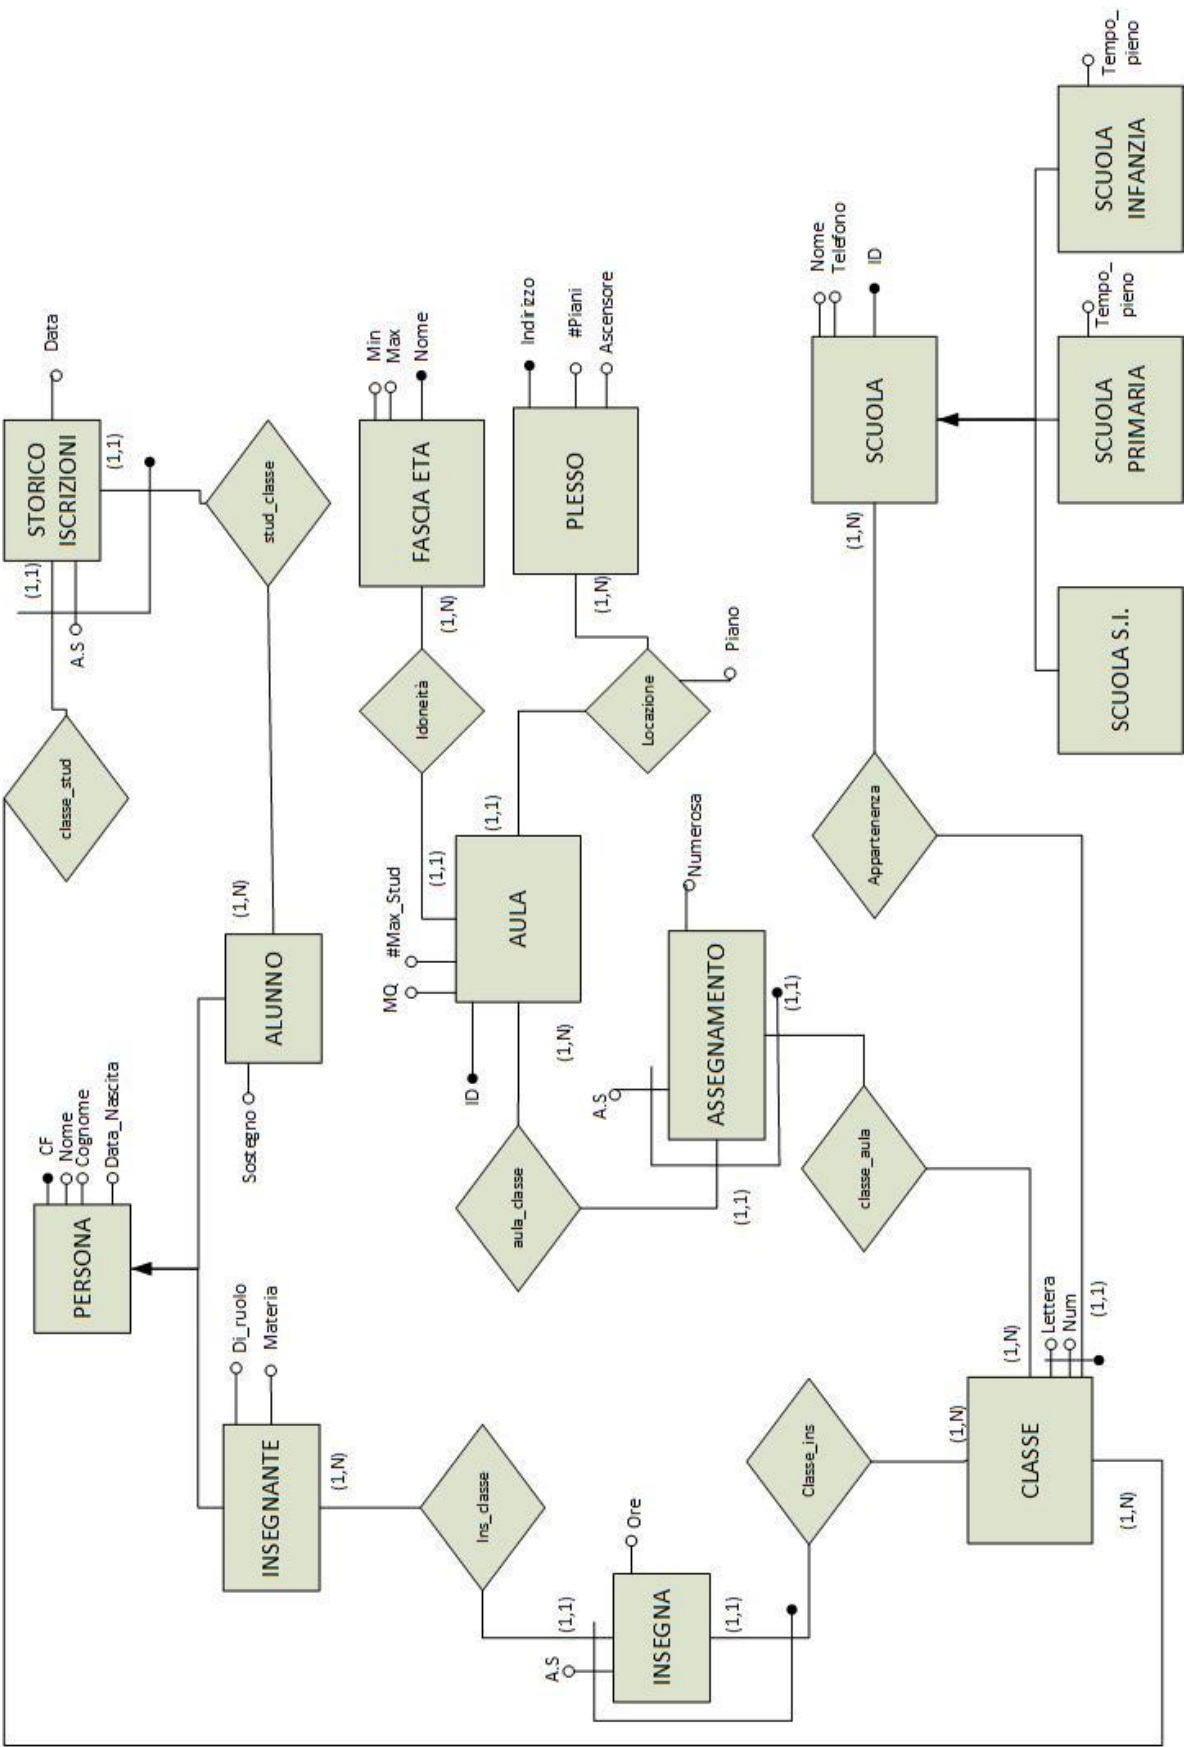 PERSONA
CF
Nome
Cognome
Data_Nascita
INSEGNANTE
Di_ruolo
Materia
(1,N)
ALUNNO
Sostegno
(1,N)
classe_stud
STORICO
ISCRIZIONI
(1,1)
A.S
(1,1)
Data
stud_classe
Ins_classe
(1,1)
A.S
INSEGNA
Ore
(1,1)
Classe_ins
(1,N)
aula_classe
(1,1)
ID
MQ
#Max_Stud
AULA
(1,N)
(1,1)
(1,1)
Idoneità
(1,N)
FASCIA ETA
Min
Max
Nome
Locazione
Piano
(1,N)
PLESSO
Indirizzo
#Piani
Ascensore
A.S
ASSEGNAMENTO
Numerosa
(1,1)
classe_aula
(1,N)
CLASSE
Lettera
Num
(1,1)
(1,N)
Appartenenza
(1,N)
SCUOLA
Nome
Telefono
ID
SCUOLA S.I.
SCUOLA
PRIMARIA
Tempo_
pieno
SCUOLA
INFANZIA
Tempo_
pieno